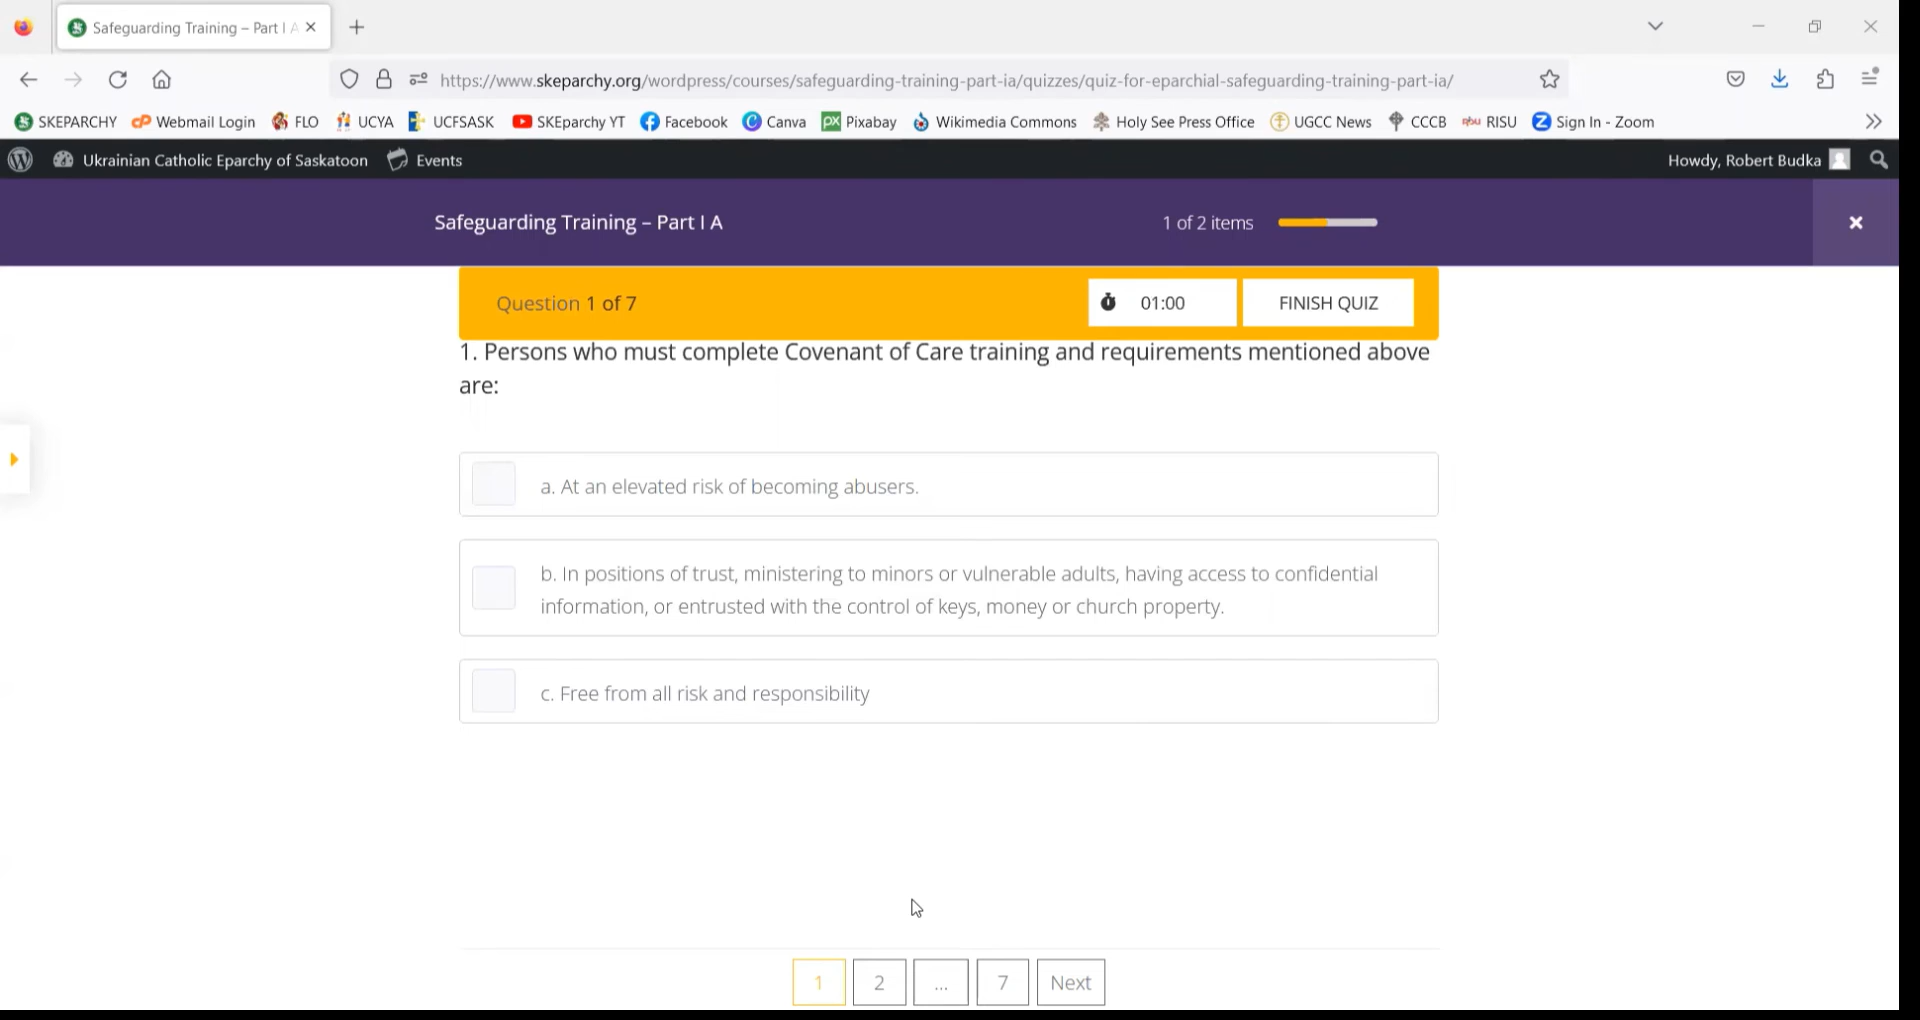 Safeguarding Training – Part I A
https://www.skeparchy.org/wordpress/courses/safeguarding-training-part-ia/quizzes/quiz-for-eparchial-safeguarding-training-part-ia/
SKEPARCHY Webmail Login FLO UCYA UCFSASK SKEparchy YT Facebook Canva Pixabay Wikimedia Commons Holy See Press Office UGCC News CCCB RISU Sign In - Zoom
Ukrainian Catholic Eparchy of Saskatoon Events Howdy, Robert Budka
Safeguarding Training – Part I A 1 of 2 items
Question 1 of 7 01:00 FINISH QUIZ
1. Persons who must complete Covenant of Care training and requirements mentioned above
are:
a. At an elevated risk of becoming abusers.
b. In positions of trust, ministering to minors or vulnerable adults, having access to confidential
information, or entrusted with the control of keys, money or church property.
c. Free from all risk and responsibility
1 2 ... 7 Next